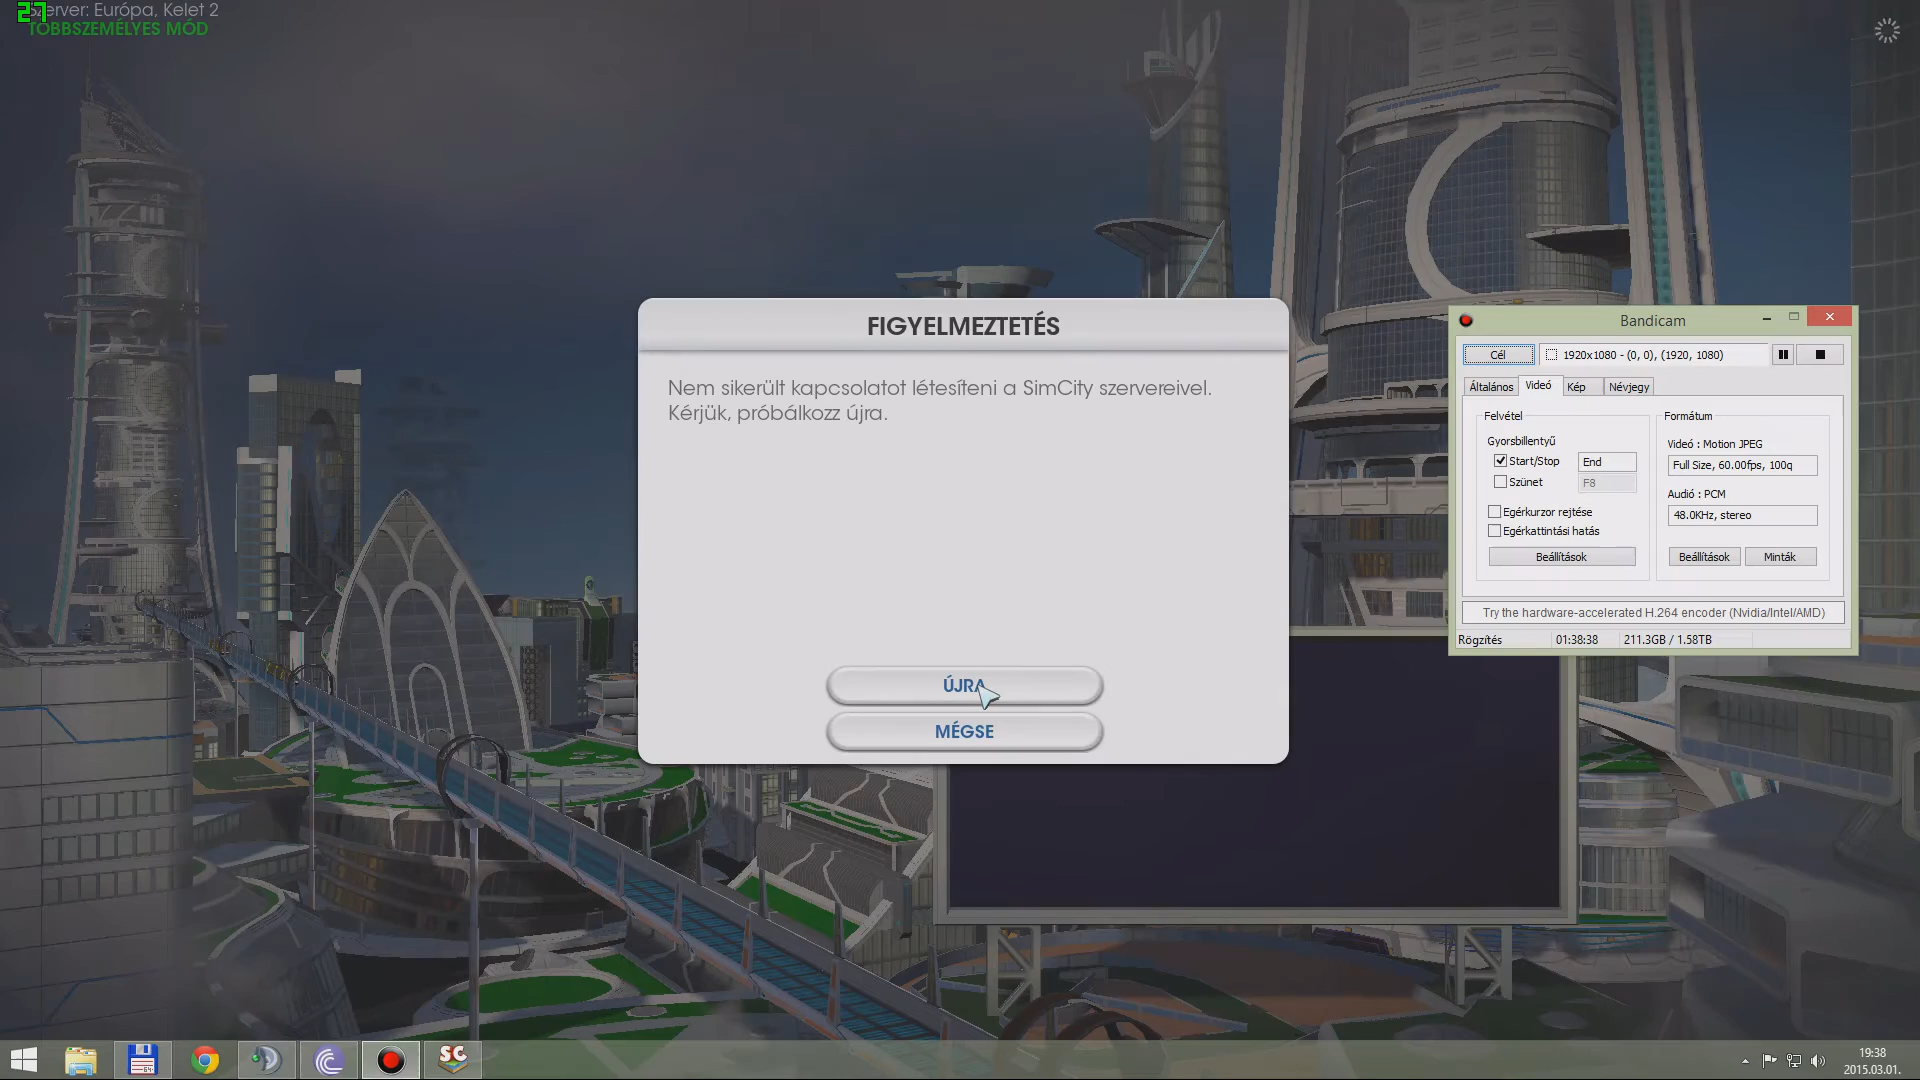 27
Szerver: Európa, Kelet 2
TÖBBSZEMÉLYES MÓD
FIGYELMEZTETÉS
Nem sikerült kapcsolatot létesíteni a SimCity szervereivel.
Kérjük, próbálkozz újra.
ÚJRA
MÉGSE
Bandicam
Cél
1920x1080 - (0, 0), (1920, 1080)
Általános Videó Kép Névjegy
Felvétel
Gyorsbillentyű
Start/Stop End
Szünet F8
Egérkurzor rejtése
Egérkattintási hatás
Beállítások
Formátum
Videó : Motion JPEG
Full Size, 60.00fps, 100q
Audió : PCM
48.0KHz, stereo
Beállítások Minták
Try the hardware-accelerated H.264 encoder (Nvidia/Intel/AMD)
Rögzítés 01:38:38 211.3GB / 1.58TB
64
SC
19:38
2015.03.01.